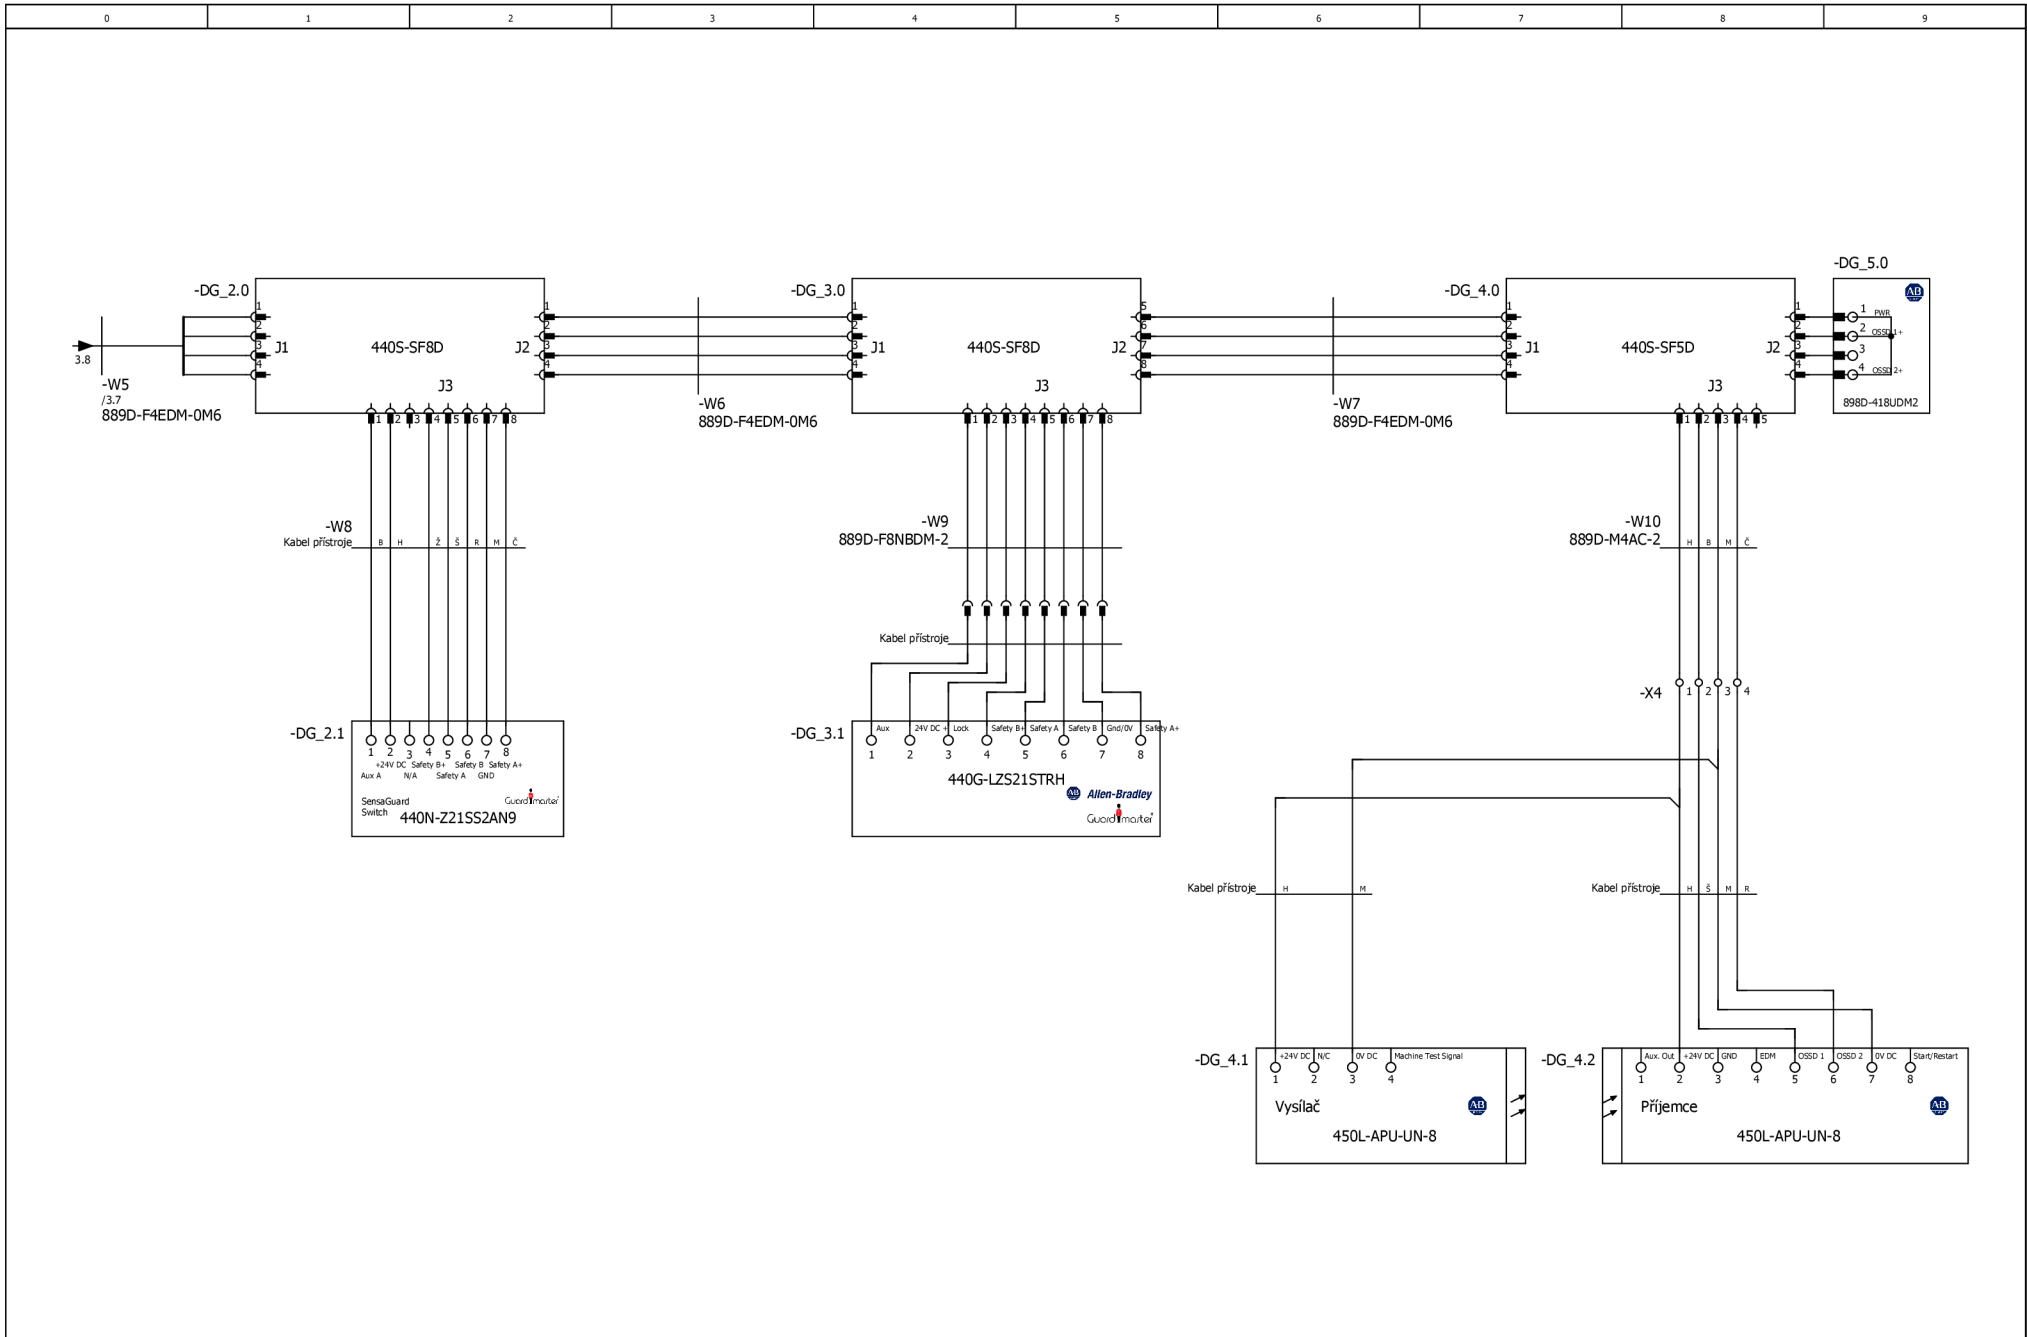 0 1 2 3 4 5 6 7 8 9
-DG_5.0
-DG_2.0 -DG_3.0 -DG_4.0
AB
1 1 1 5 1 1 1 PWR
2 2 2 6 2 2 2 OSSD 1+
J1 440S-SF8D J2 J1 440S-SF8D J2 J1 440S-SF5D J2
3 3 3 7 3 3 3
4 4 4 8 4 4 4 OSSD 2+
3.8
-W5
/3.7
889D-F4EDM-0M6
J3 J3 J3
898D-418UDM2
-W6
889D-F4EDM-0M6
-W7
889D-F4EDM-0M6
1 2 3 4 5 6 7 8
1 2 3 4 5 6 7 8
1 2 3 4 5
-W8
Kabel přístroje B H Ž Š R M Č
-W9
889D-F8NBDM-2
-W10
889D-M4AC-2 H B M Č
Kabel přístroje
-X4 1 2 3 4
-DG_2.1
1 2 3 4 5 6 7 8
+24V DC Safety B+ Safety B Safety A+
Aux A N/A Safety A GND
SensaGuard
Switch
Guardmaster
440N-Z21SS2AN9
-DG_3.1
Aux 24V DC + Lock Safety B+ Safety A Safety B Gnd/0V Safety A+
1 2 3 4 5 6 7 8
440G-LZS21STRH
AB Allen-Bradley
Guardmaster
Kabel přístroje H M
Kabel přístroje H Š M R
-DG_4.1
+24V DC N/C 0V DC Machine Test Signal
1 2 3 4
Vysílač
AB
450L-APU-UN-8
-DG_4.2
Aux. Out +24V DC GND EDM OSSD 1 OSSD 2 0V DC Start/Restart
1 2 3 4 5 6 7 8
Příjemce
AB
450L-APU-UN-8